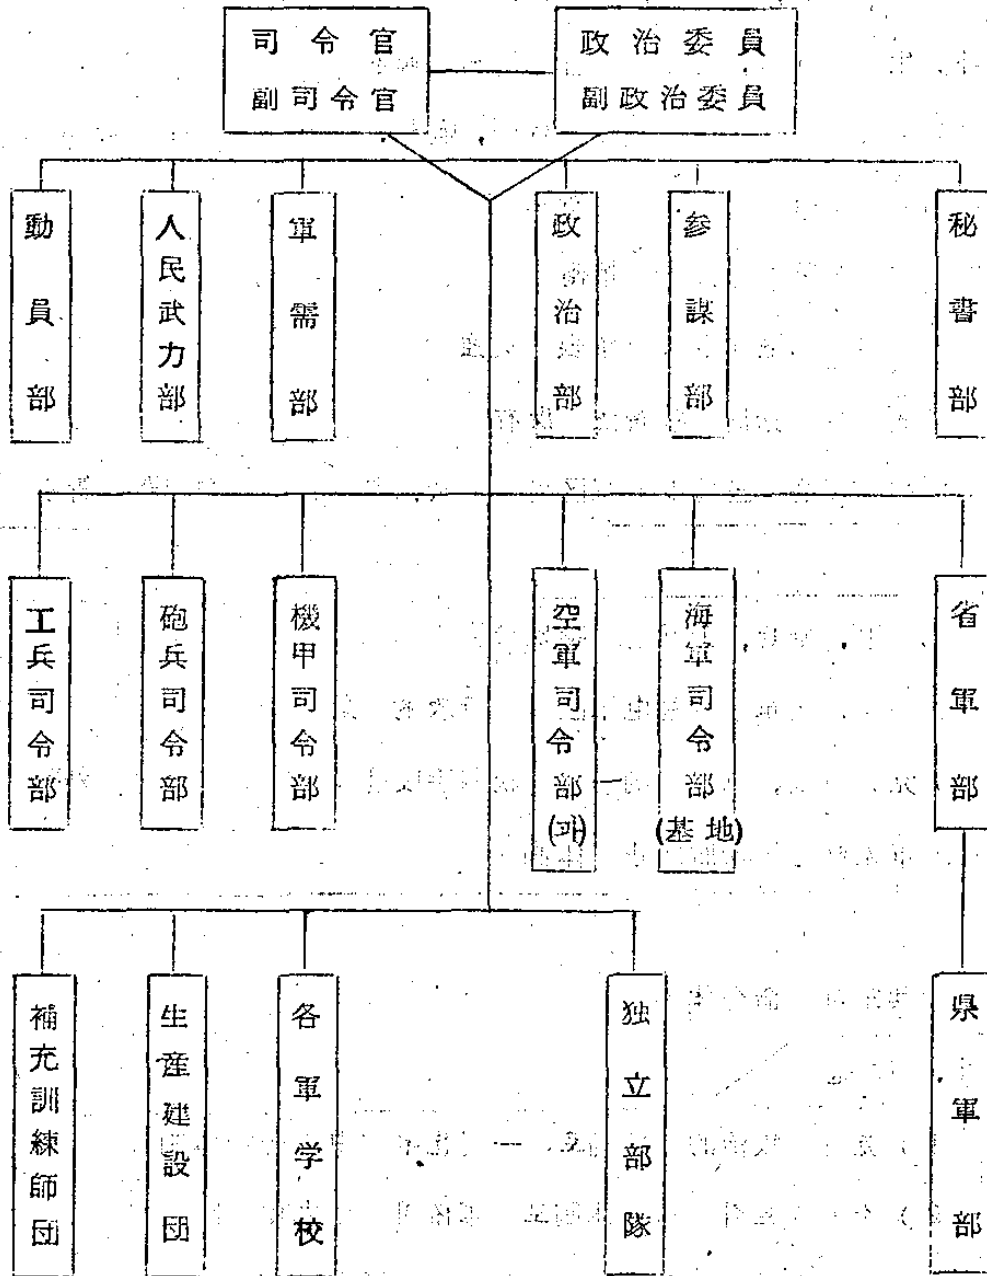 司令官
副司令官
政治委員
副政治委員
動員部
人民武力部
軍需部
政治部
参謀部
秘書部
工兵司令部
砲兵司令部
機甲司令部
空軍司令部
海軍司令部
(基地)
省軍部
補充訓練師団
生産建設団
各軍学校
独立部隊
県軍部